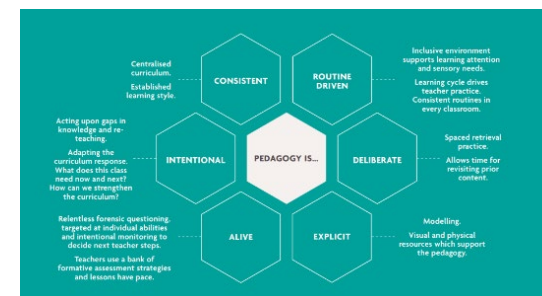 Centralised
curriculum.
Established
learning style.
CONSISTENT
ROUTINE
DRIVEN
Inclusive environment
supports learning attention
and sensory needs.
Learning cycle drives
teacher practice.
Consistent routines in
every classroom.
Acting upon gaps in
knowledge and re-
teaching.
Adapting the
curriculum response.
What does this class
need now and next?
How can we strengthen
the curriculum?
INTENTIONAL
PEDAGOGY IS...
DELIBERATE
Spaced retrieval
practice.
Allows time for
revisiting prior
content.
Relentless forensic questioning,
targeted at individual abilities
and intentional monitoring to
decide next teacher steps.
Teachers use a bank of
formative assessment strategies
and lessons have pace.
ALIVE
EXPLICIT
Modelling.
Visual and physical
resources which support
the pedagogy.